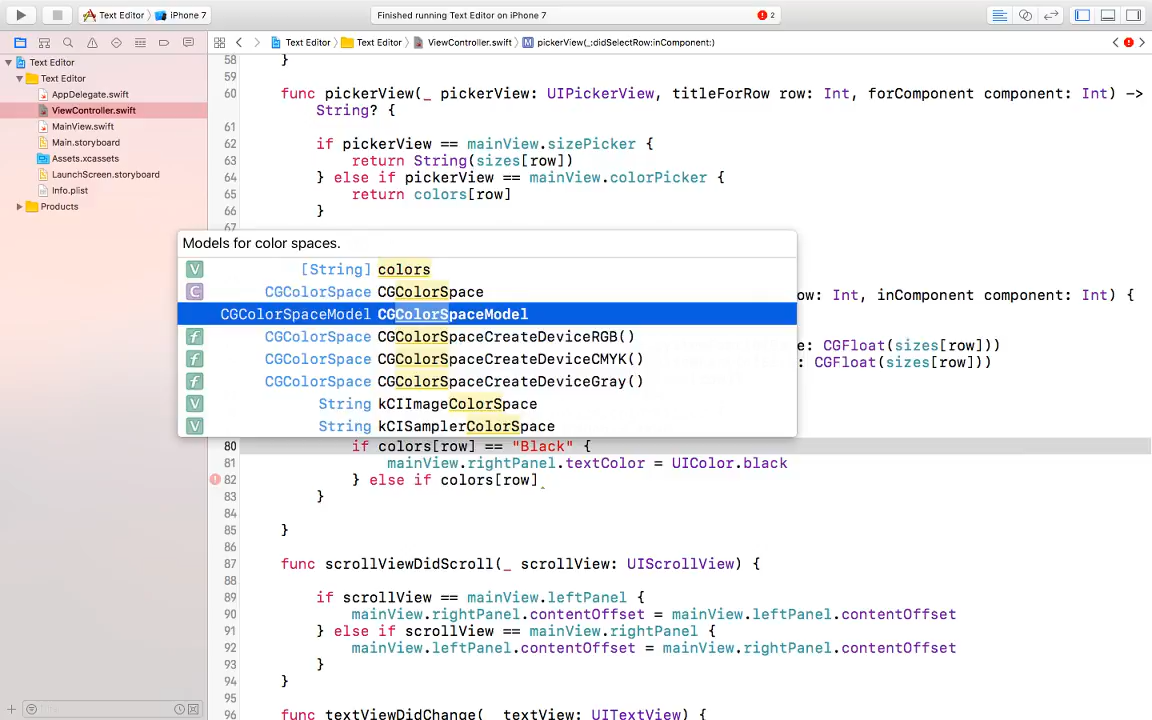 Text Editor
iPhone 7
Finished running Text Editor on iPhone 7
2
Text Editor
Text Editor
ViewController.swift
pickerView(_:didSelectRow:inComponent:)
Text Editor
Text Editor
AppDelegate.swift
ViewController.swift
MainView.swift
Main.storyboard
Assets.xcassets
LaunchScreen.storyboard
Info.plist
Products
58 }
59
60 func pickerView(_ pickerView: UIPickerView, titleForRow row: Int, forComponent component: Int) ->
String? {
61
62 if pickerView == mainView.sizePicker {
63 return String(sizes[row])
64 } else if pickerView == mainView.colorPicker {
65 return colors[row]
66 }
67
Models for color spaces.
V [String] colors
C CGColorSpace CGColorSpace
CGColorSpaceModel CGColorSpaceModel
f CGColorSpace CGColorSpaceCreateDeviceRGB()
f CGColorSpace CGColorSpaceCreateDeviceCMYK()
f CGColorSpace CGColorSpaceCreateDeviceGray()
V String kCIImageColorSpace
V String kCISamplerColorSpace
row: Int, inComponent component: Int) {
: CGFloat(sizes[row]))
: CGFloat(sizes[row]))
80 if colors[row] == "Black" {
81 mainView.rightPanel.textColor = UIColor.black
82 } else if colors[row]
83 }
84
85 }
86
87 func scrollViewDidScroll(_ scrollView: UIScrollView) {
88
89 if scrollView == mainView.leftPanel {
90 mainView.rightPanel.contentOffset = mainView.leftPanel.contentOffset
91 } else if scrollView == mainView.rightPanel {
92 mainView.leftPanel.contentOffset = mainView.rightPanel.contentOffset
93 }
94 }
95
96 func textViewDidChange(_ textView: UITextView) {